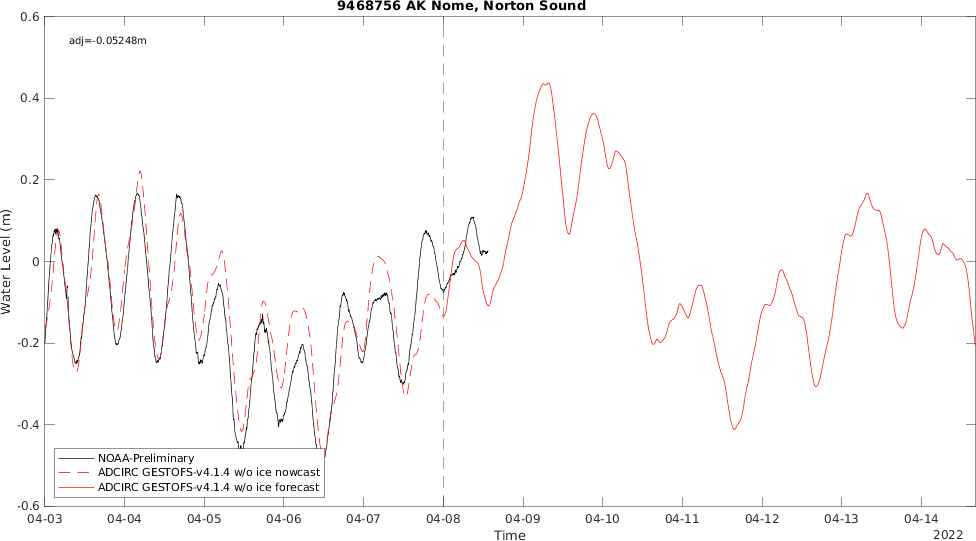 9468756 AK Nome, Norton Sound
adj=-0.05248m
Water Level (m)
0.6
0.4
0.2
0
-0.2
-0.4
-0.6
NOAA-Preliminary
ADCIRC GESTOFS-v4.1.4 w/o ice nowcast
ADCIRC GESTOFS-v4.1.4 w/o ice forecast
04-03 04-04 04-05 04-06 04-07 04-08 04-09 04-10 04-11 04-12 04-13 04-14
Time
2022